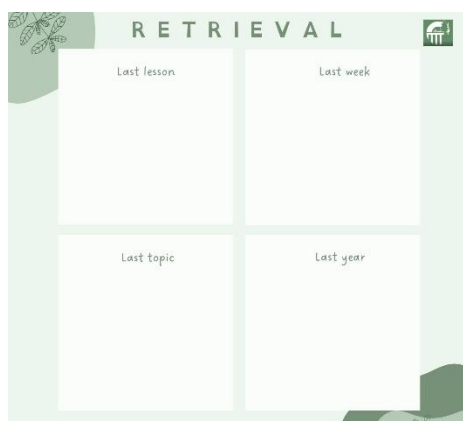 RETRIEVAL
Last lesson
Last week
Last topic
Last year